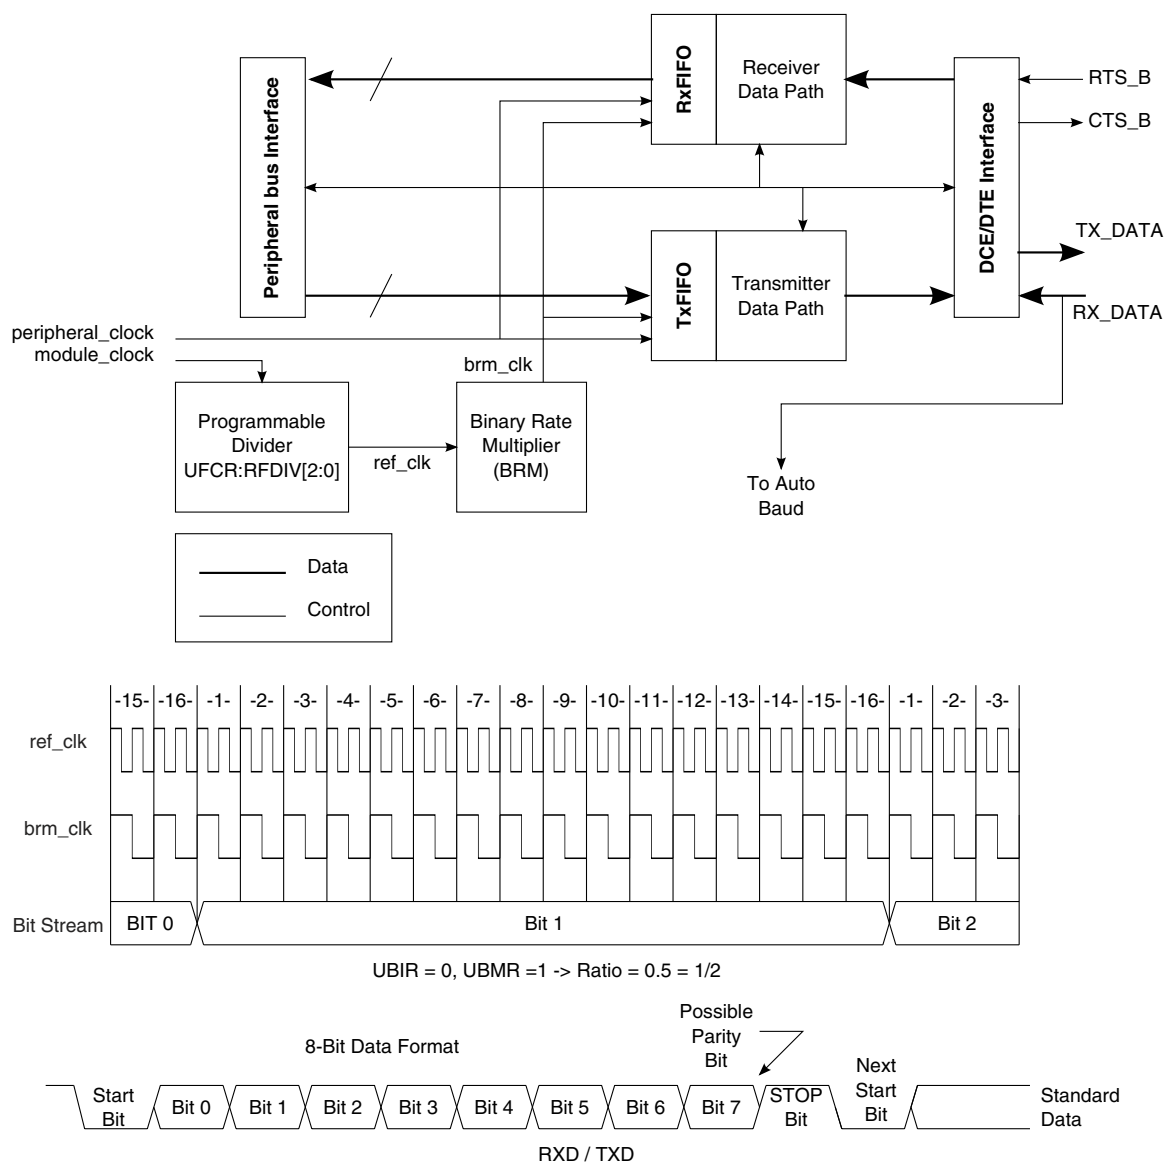 Peripheral bus Interface
RxFIFO
Receiver
Data Path
DCE/DTE Interface
RTS_B
CTS_B
TxFIFO
Transmitter
Data Path
TX_DATA
RX_DATA
peripheral_clock
module_clock
brm_clk
Programmable
Divider
UFCR:RFDIV[2:0]
ref_clk
Binary Rate
Multiplier
(BRM)
To Auto
Baud
Data
Control
-15- -16- -1- -2- -3- -4- -5- -6- -7- -8- -9- -10- -11- -12- -13- -14- -15- -16- -1- -2- -3-
ref_clk
brm_clk
Bit Stream BIT 0 Bit 1 Bit 2
UBIR = 0, UBMR =1 -> Ratio = 0.5 = 1/2
8-Bit Data Format
Possible
Parity
Bit
Start
Bit
Bit 0 Bit 1 Bit 2 Bit 3 Bit 4 Bit 5 Bit 6 Bit 7
STOP
Bit
Next
Start
Bit
Standard
Data
RXD / TXD